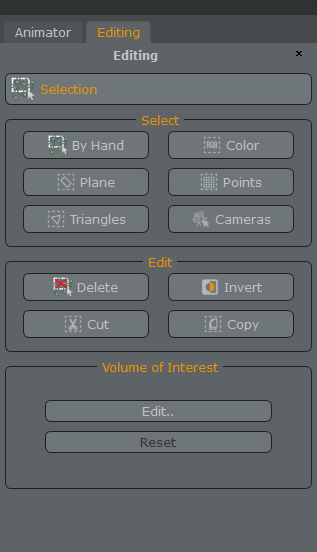 Animator Editing
Editing
Selection
Select
By Hand Color
Plane Points
Triangles Cameras
Edit
Delete Invert
Cut Copy
Volume of Interest
Edit..
Reset